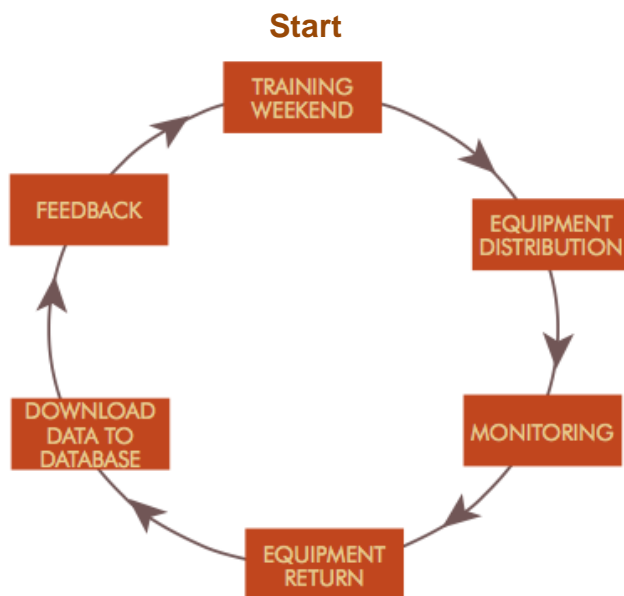 Start
TRAINING
WEEKEND
EQUIPMENT
DISTRIBUTION
MONITORING
EQUIPMENT
RETURN
DOWNLOAD
DATA TO
DATABASE
FEEDBACK